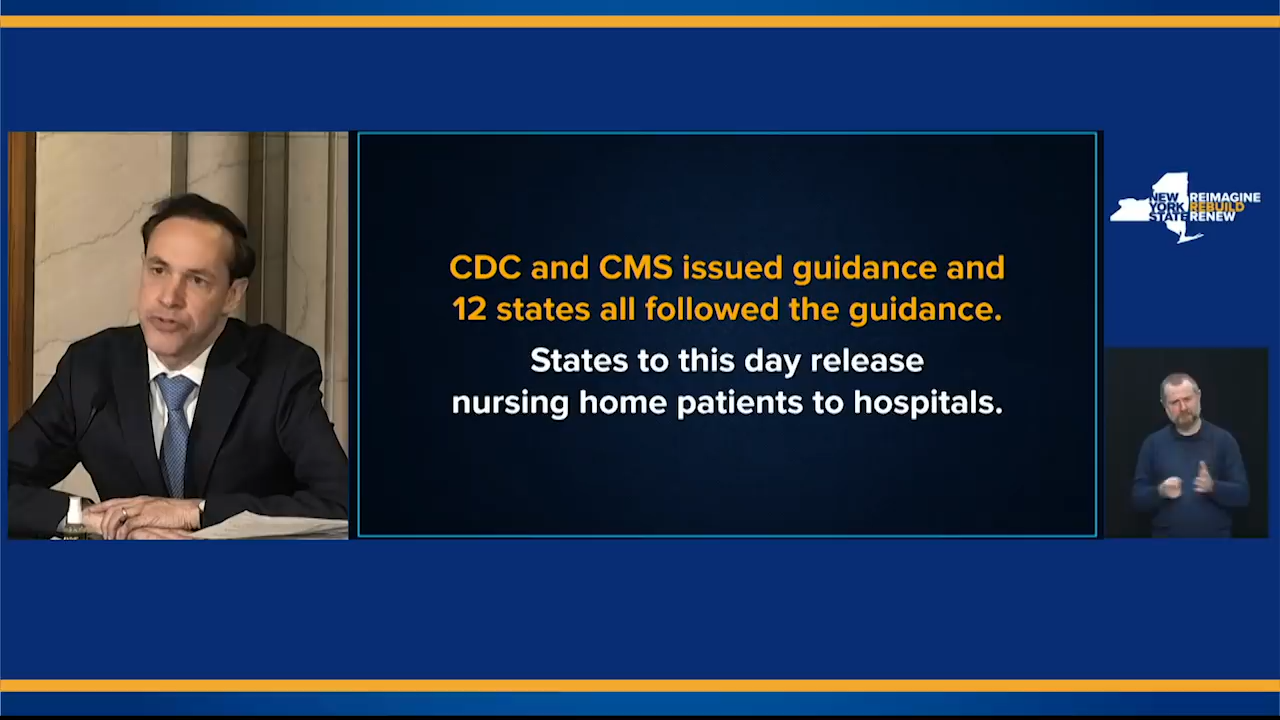 CDC and CMS issued guidance and
12 states all followed the guidance.
States to this day release
nursing home patients to hospitals.
NEW
YORK
STATE
REIMAGINE
REBUILD
RENEW